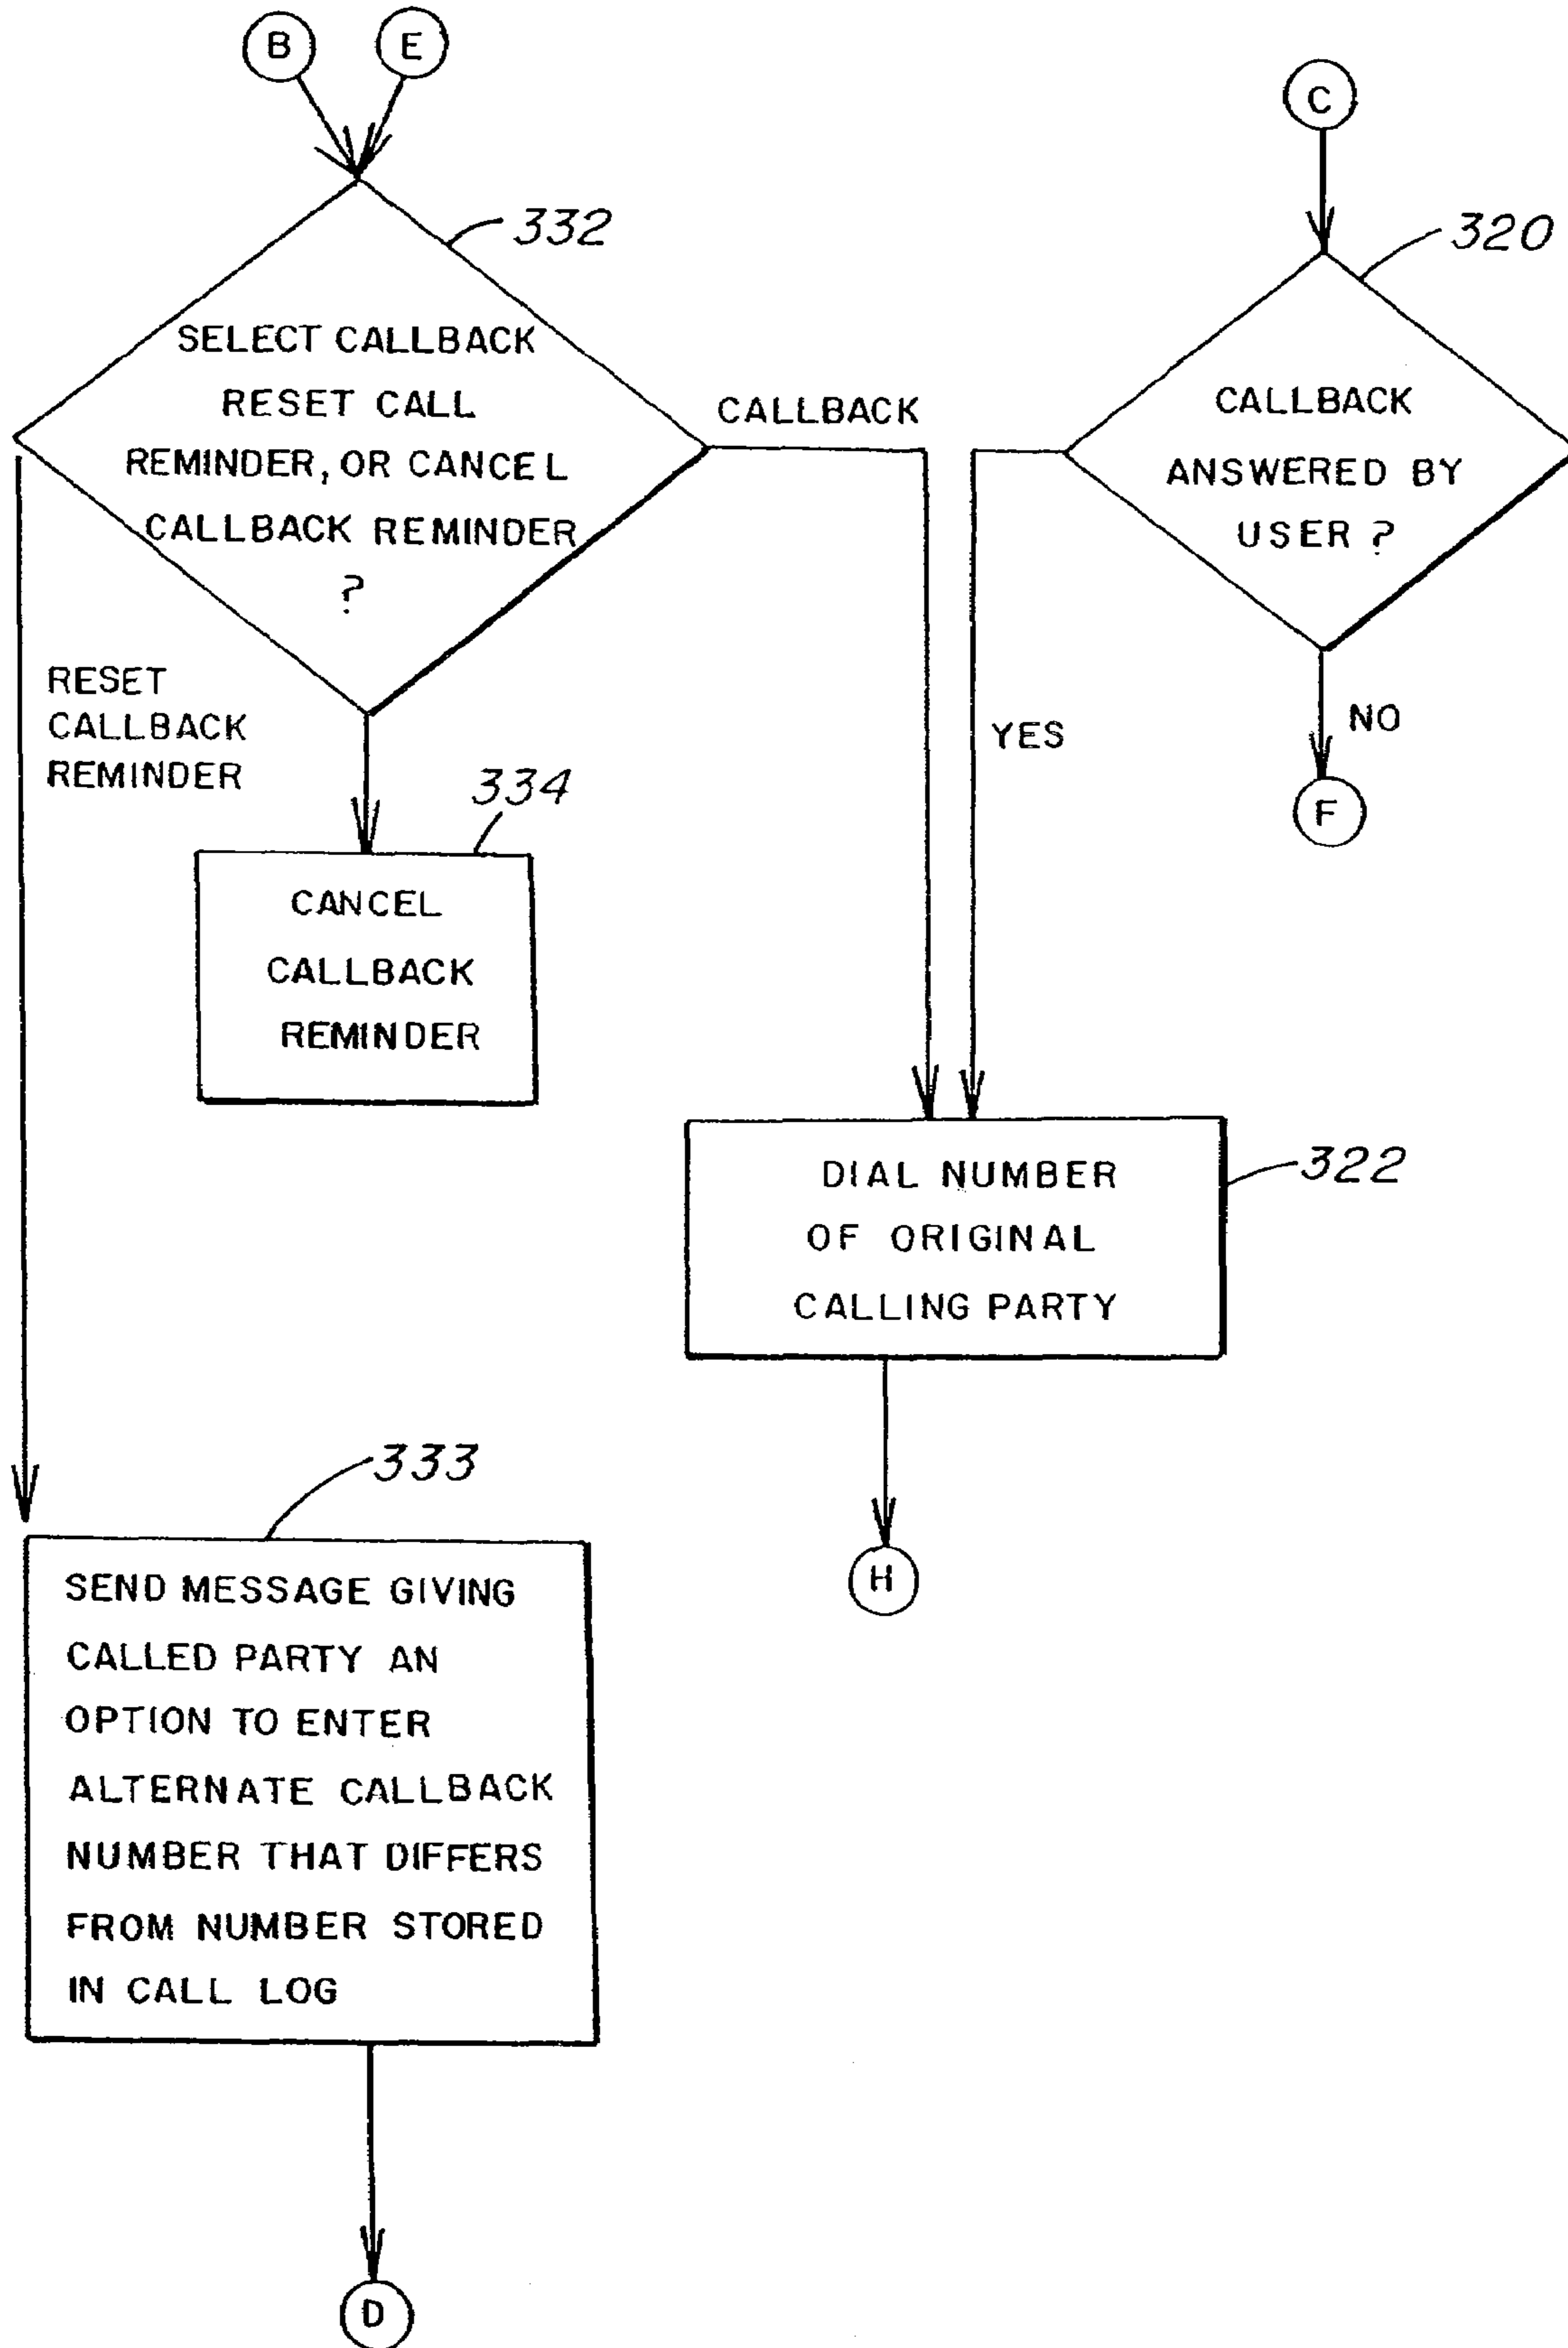 B
E
C
332
320
SELECT CALLBACK
RESET CALL
REMINDER, OR CANCEL
CALLBACK REMINDER
?
CALLBACK
CALLBACK
ANSWERED BY
USER ?
RESET
CALLBACK
REMINDER
YES
NO
F
334
CANCEL
CALLBACK
REMINDER
DIAL NUMBER
OF ORIGINAL
CALLING PARTY
322
H
333
SEND MESSAGE GIVING
CALLED PARTY AN
OPTION TO ENTER
ALTERNATE CALLBACK
NUMBER THAT DIFFERS
FROM NUMBER STORED
IN CALL LOG
D